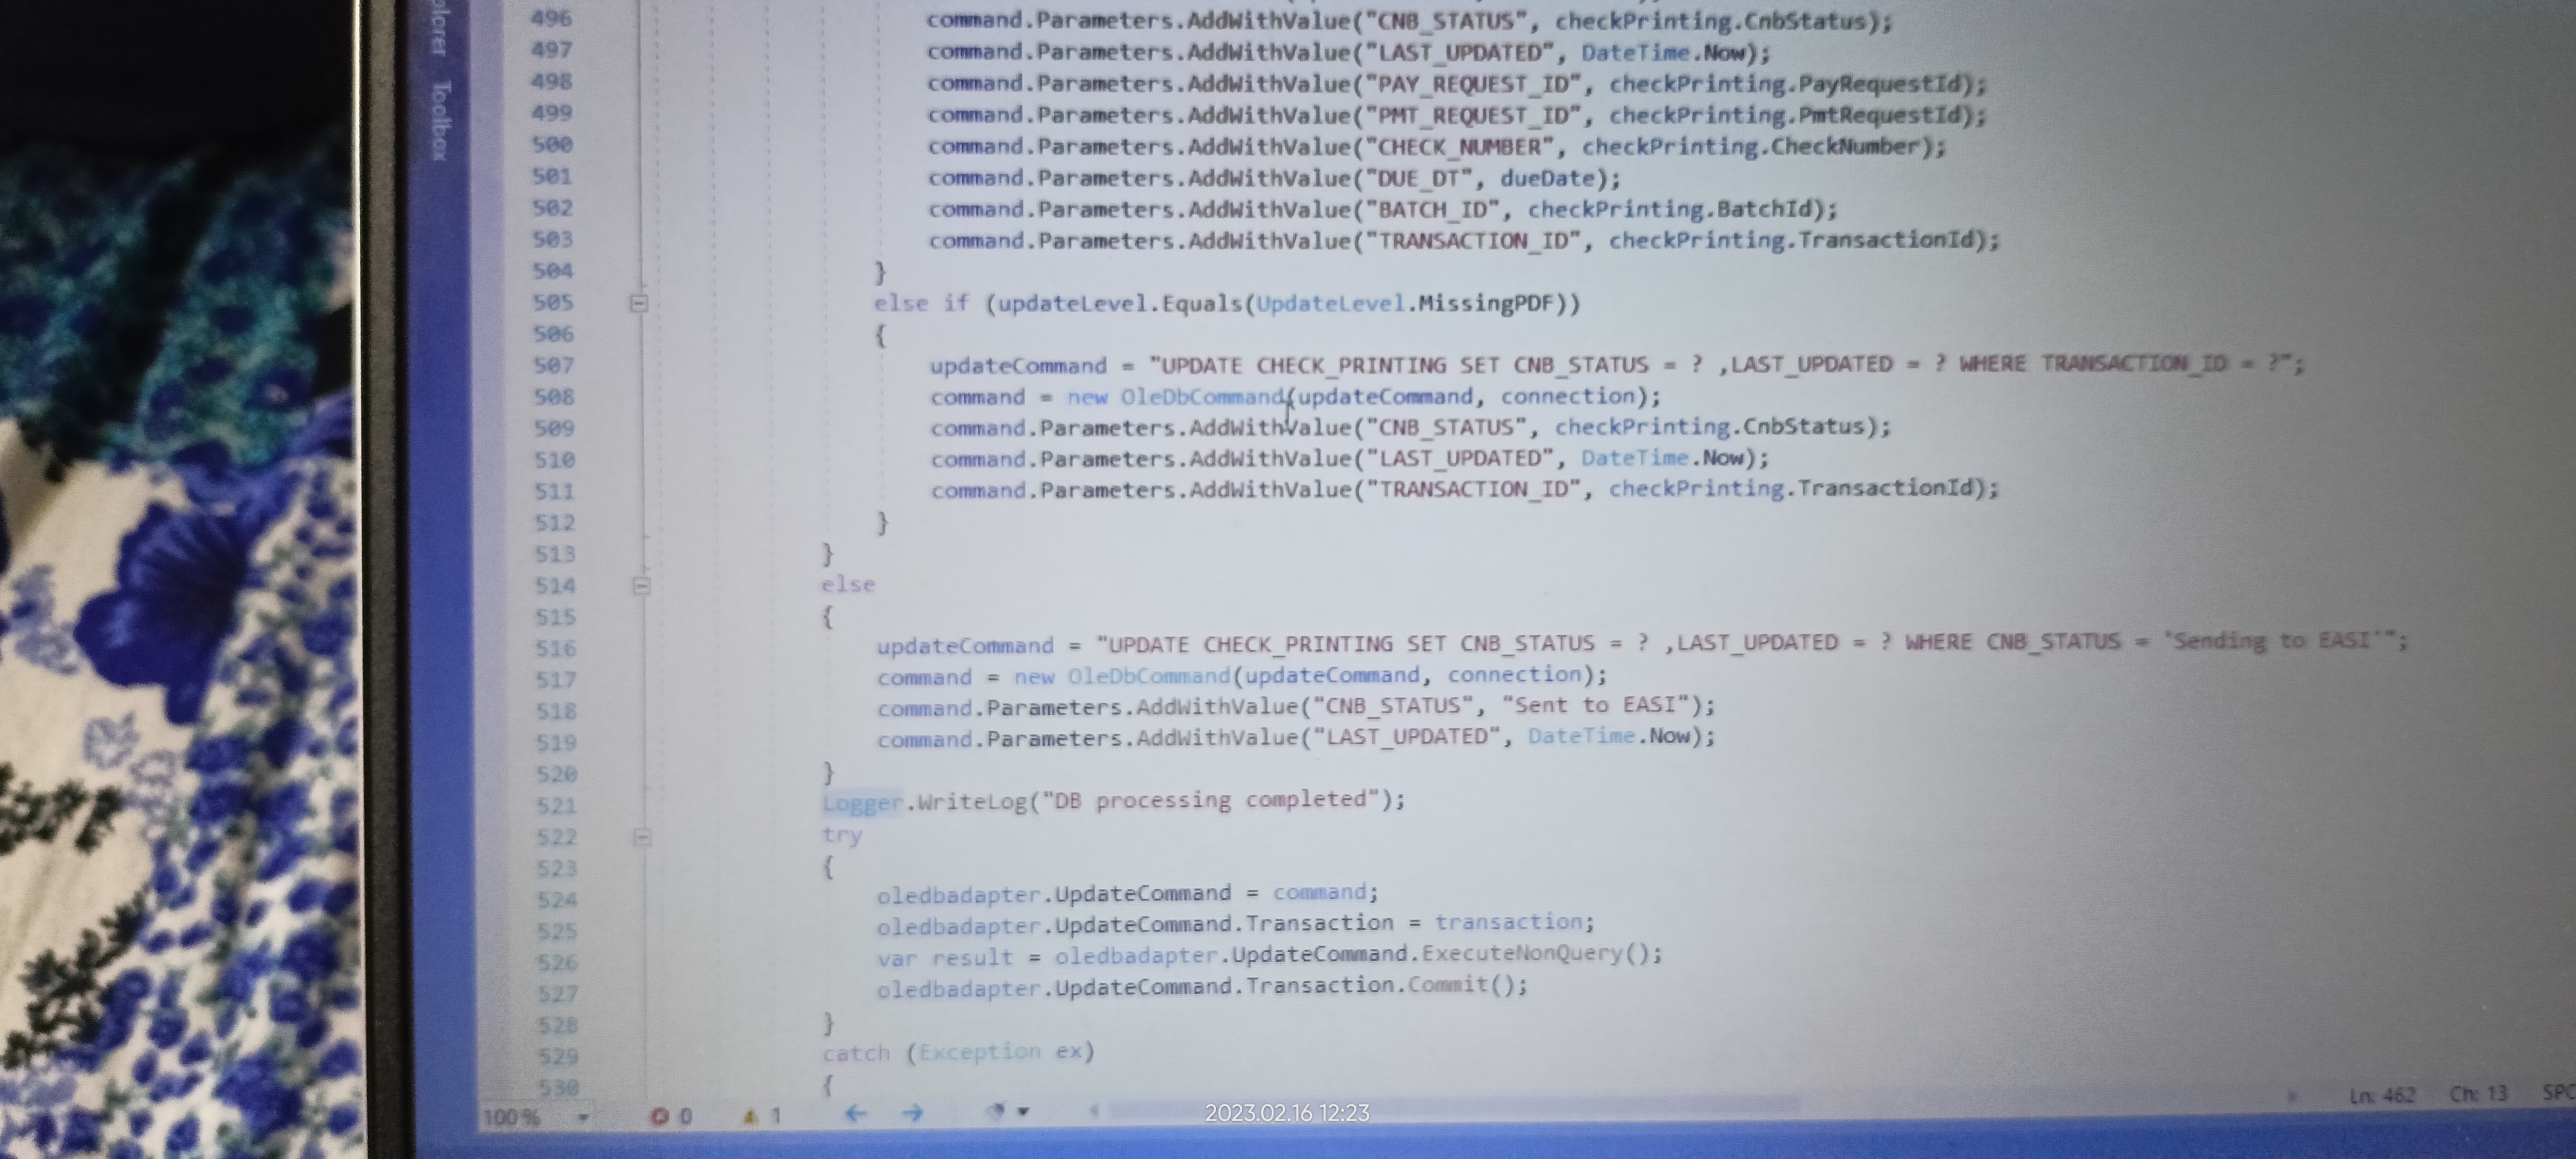 Toolbox
496 command.Parameters.AddWithValue("CNB_STATUS", checkPrinting.CnbStatus);
497 command.Parameters.AddWithValue("LAST_UPDATED", DateTime.Now);
498 command.Parameters.AddWithValue("PAY_REQUEST_ID", checkPrinting.PayRequestId);
499 command.Parameters.AddWithValue("PMT_REQUEST_ID", checkPrinting.PmtRequestId);
500 command.Parameters.AddWithValue("CHECK_NUMBER", checkPrinting.CheckNumber);
501 command.Parameters.AddWithValue("DUE_DT", dueDate);
502 command.Parameters.AddWithValue("BATCH_ID", checkPrinting.BatchId);
503 command.Parameters.AddWithValue("TRANSACTION_ID", checkPrinting.TransactionId);
504 }
505 else if (updateLevel.Equals(UpdateLevel.MissingPDF))
506 {
507 updateCommand = "UPDATE CHECK_PRINTING SET CNB_STATUS = ? ,LAST_UPDATED = ? WHERE TRANSACTION_ID = ?";
508 command = new OleDbCommand(updateCommand, connection);
509 command.Parameters.AddWithValue("CNB_STATUS", checkPrinting.CnbStatus);
510 command.Parameters.AddWithValue("LAST_UPDATED", DateTime.Now);
511 command.Parameters.AddWithValue("TRANSACTION_ID", checkPrinting.TransactionId);
512 }
513 }
514 else
515 {
516 updateCommand = "UPDATE CHECK_PRINTING SET CNB_STATUS = ? ,LAST_UPDATED = ? WHERE CNB_STATUS = 'Sending to EASI'";
517 command = new OleDbCommand(updateCommand, connection);
518 command.Parameters.AddWithValue("CNB_STATUS", "Sent to EASI");
519 command.Parameters.AddWithValue("LAST_UPDATED", DateTime.Now);
520 }
521 Logger.WriteLog("DB processing completed");
522 try
523 {
524 oledbadapter.UpdateCommand = command;
525 oledbadapter.UpdateCommand.Transaction = transaction;
526 var result = oledbadapter.UpdateCommand.ExecuteNonQuery();
527 oledbadapter.UpdateCommand.Transaction.Commit();
528 }
529 catch (Exception ex)
530 {
100 % 0 1 Ln: 462 Ch: 13 SPC
2023.02.16 12:23